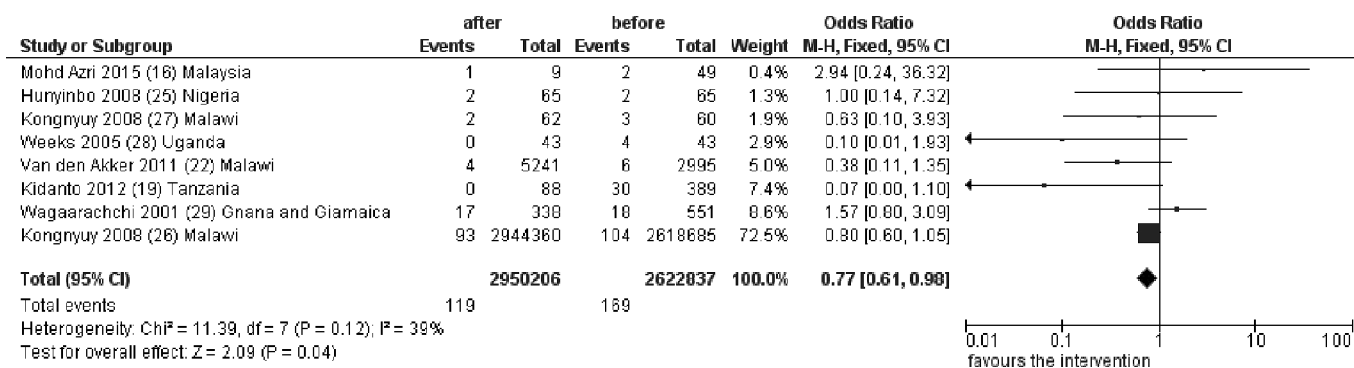 after before Odds Ratio Odds Ratio
Study or Subgroup Events Total Events Total Weight M-H, Fixed, 95% CI M-H, Fixed, 95% CI
Mohd Azri 2015 (16) Malaysia 1 9 2 49 0.4% 2.94 [0.24, 36.32]
Hunyinbo 2008 (25) Nigeria 2 65 2 65 1.3% 1.00 [0.14, 7.32]
Kongnyuy 2008 (27) Malawi 2 62 3 60 1.9% 0.63 [0.10, 3.93]
Weeks 2005 (28) Uganda 0 43 4 43 2.9% 0.10 [0.01, 1.93]
Van den Akker 2011 (22) Malawi 4 5241 6 2995 5.0% 0.38 [0.11, 1.35]
Kidanto 2012 (19) Tanzania 0 88 30 389 7.4% 0.07 [0.00, 1.10]
Wagaarachchi 2001 (29) Gnana and Giamaica 17 338 18 551 8.6% 1.57 [0.80, 3.09]
Kongnyuy 2008 (26) Malawi 93 2944360 104 2618685 72.5% 0.80 [0.60, 1.05]
Total (95% CI) 2950206 2622837 100.0% 0.77 [0.61, 0.98]
Total events 119 169
Heterogeneity: Chi² = 11.39, df = 7 (P = 0.12); I² = 39%
Test for overall effect: Z = 2.09 (P = 0.04)
0.01 0.1 1 10 100
favours the intervention